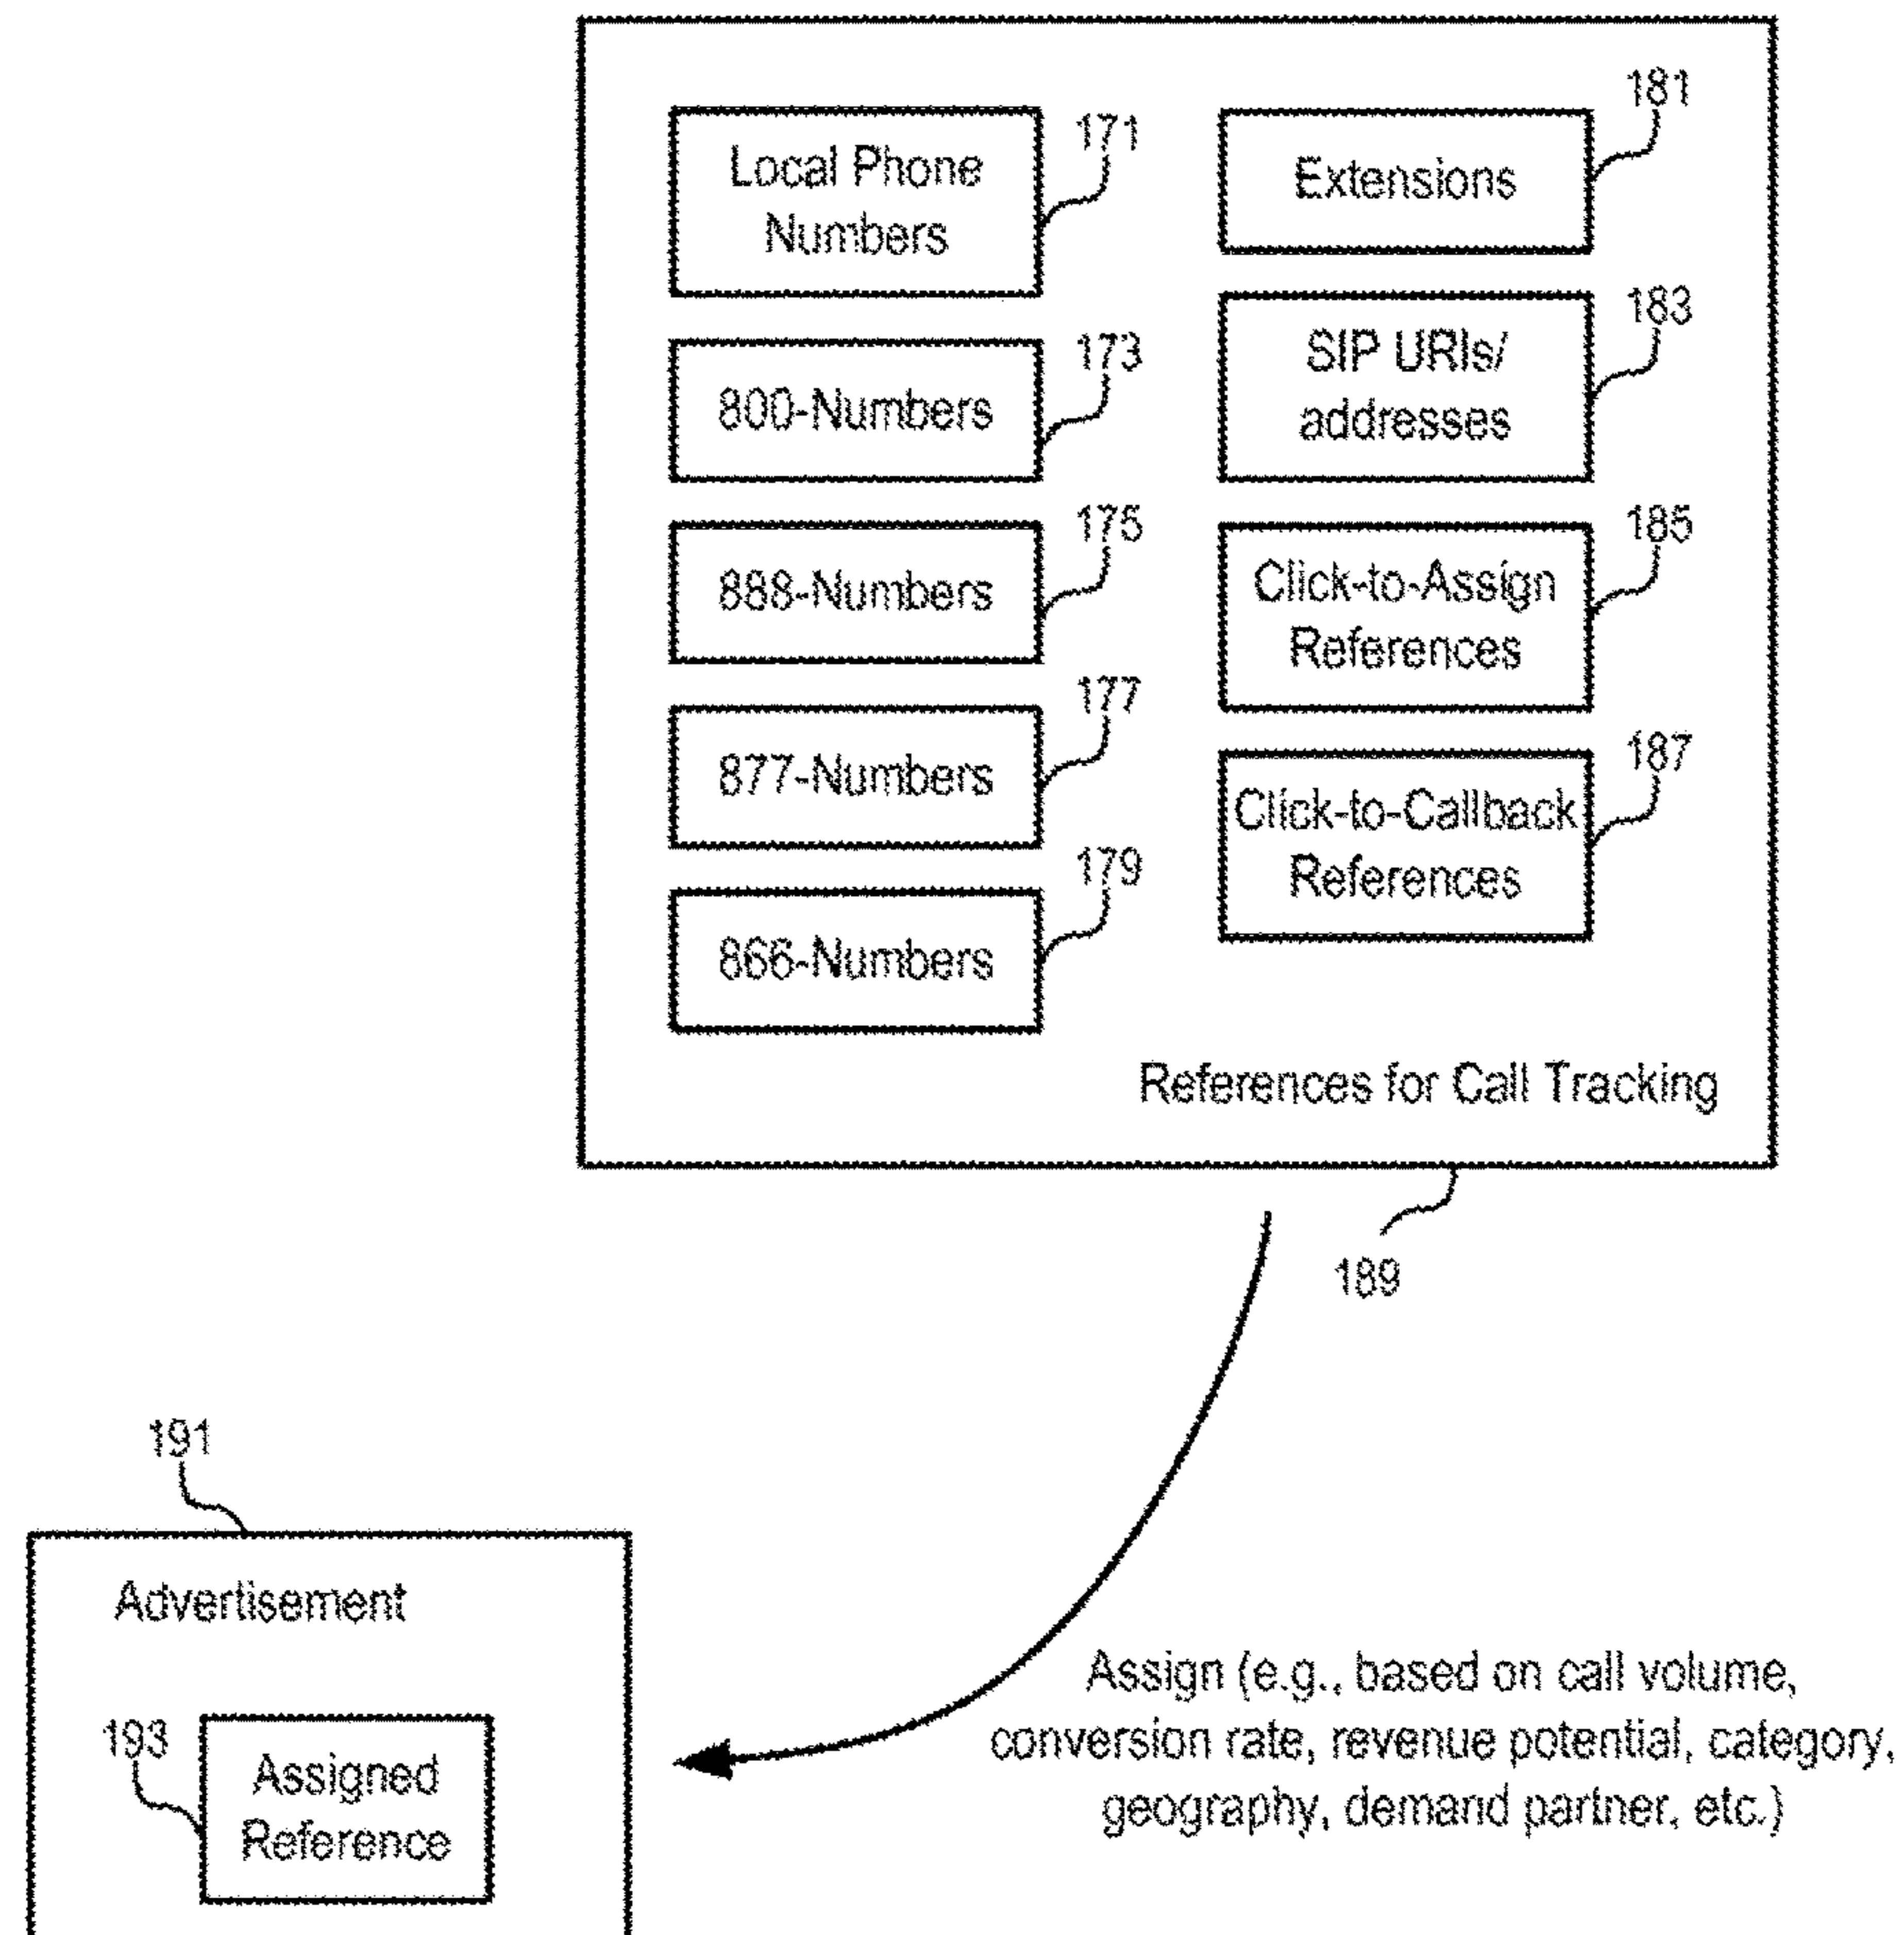 171
Local Phone
Numbers
173
800-Numbers
175
888-Numbers
177
877-Numbers
179
866-Numbers
181
Extensions
183
SIP URIs/
addresses
185
Click-to-Assign
References
187
Click-to-Callback
References
References for Call Tracking
189
191
Advertisement
193
Assigned
Reference
Assign (e.g., based on call volume,
conversion rate, revenue potential, category,
geography, demand partner, etc.)